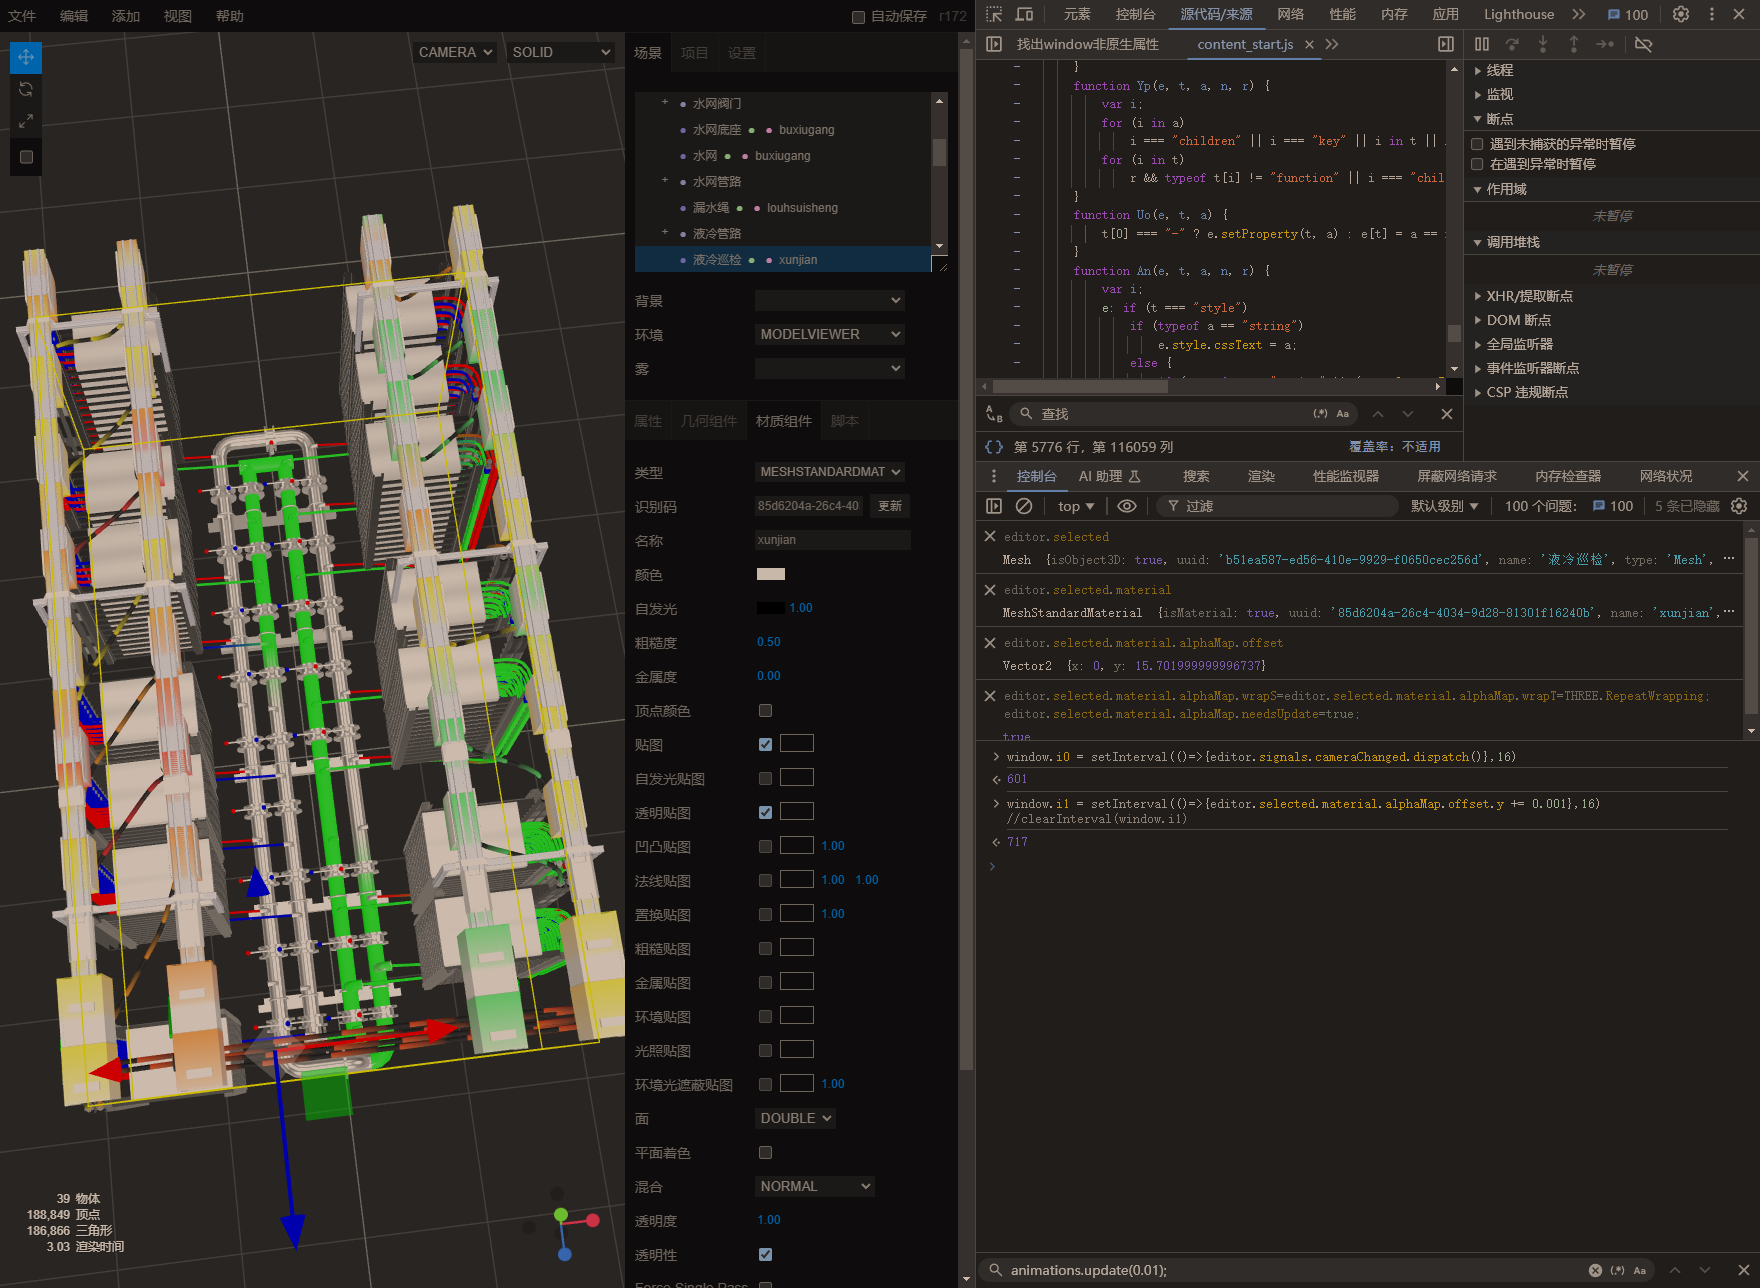 文件 编辑 添加 视图 帮助 自动保存 r172
CAMERA SOLID
39 物体
188,849 顶点
186,866 三角形
3.03 渲染时间
场景 项目 设置
+ 水网阀门
水网底座 buxiugang
水网 buxiugang
+ 水网管路
漏水绳 louhsuisheng
+ 液冷管路
液冷巡检 xunjian
背景
环境 MODELVIEWER
雾
属性 几何组件 材质组件 脚本
类型 MESHSTANDARDMAT
识别码 85d6204a-26c4-40 更新
名称 xunjian
颜色
自发光 1.00
粗糙度 0.50
金属度 0.00
顶点颜色
贴图
自发光贴图
透明贴图
凹凸贴图 1.00
法线贴图 1.00 1.00
置换贴图 1.00
粗糙贴图
金属贴图
环境贴图
光照贴图
环境光遮蔽贴图 1.00
面 DOUBLE
平面着色
混合 NORMAL
透明度 1.00
透明性
Force Single Pass
元素 控制台 源代码/来源 网络 性能 内存 应用 Lighthouse 100
找出window非原生属性 content_start.js
}
function Yp(e, t, a, n, r) {
var i;
for (i in a)
i === "children" || i === "key" || i in t ||
for (i in t)
r && typeof t[i] != "function" || i === "chil
}
function Uo(e, t, a) {
t[0] === "-" ? e.setProperty(t, a) : e[t] = a ==
}
function An(e, t, a, n, r) {
var i;
e: if (t === "style")
if (typeof a == "string")
e.style.cssText = a;
else {
查找 (.*) Aa
{} 第 5776 行，第 116059 列 覆盖率：不适用
线程
监视
断点
遇到未捕获的异常时暂停
在遇到异常时暂停
作用域
未暂停
调用堆栈
未暂停
XHR/提取断点
DOM 断点
全局监听器
事件监听器断点
CSP 违规断点
控制台 AI 助理 搜索 渲染 性能监视器 屏蔽网络请求 内存检查器 网络状况
top 过滤 默认级别 100 个问题： 100 5 条已隐藏
editor.selected
Mesh {isObject3D: true, uuid: 'b51ea587-ed56-410e-9929-f0650cec256d', name: '液冷巡检', type: 'Mesh', …
editor.selected.material
MeshStandardMaterial {isMaterial: true, uuid: '85d6204a-26c4-4034-9d28-81301f16240b', name: 'xunjian', …
editor.selected.material.alphaMap.offset
Vector2 {x: 0, y: 15.701999999996737}
editor.selected.material.alphaMap.wrapS=editor.selected.material.alphaMap.wrapT=THREE.RepeatWrapping;
editor.selected.material.alphaMap.needsUpdate=true;
true
window.i0 = setInterval(()=>{editor.signals.cameraChanged.dispatch()},16)
601
window.i1 = setInterval(()=>{editor.selected.material.alphaMap.offset.y += 0.001},16)
//clearInterval(window.i1)
717
animations.update(0.01); (.*) Aa